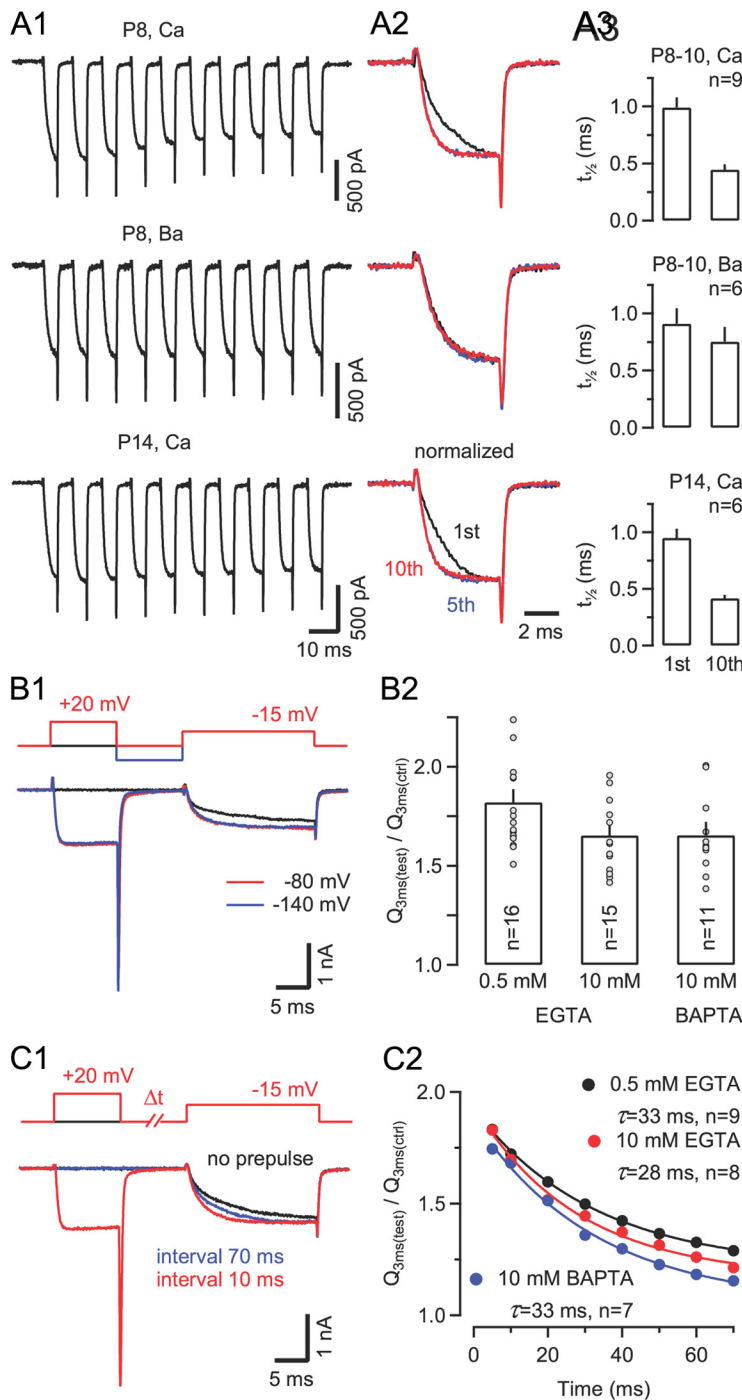 A1
A2
A3
P8, Ca
500 pA
P8-10, Ca
n=9
1.0
0.5
0.0
t½ (ms)
P8, Ba
500 pA
P8-10, Ba
n=6
1.0
0.5
0.0
t½ (ms)
P14, Ca
10 ms
500 pA
normalized
1st
10th
5th
2 ms
P14, Ca
n=6
1.0
0.5
0.0
t½ (ms)
1st 10th
B1
+20 mV
-15 mV
-80 mV
-140 mV
1 nA
5 ms
B2
Q3ms(test) / Q3ms(ctrl)
2.0
1.5
1.0
n=16
n=15
n=11
0.5 mM 10 mM 10 mM
EGTA BAPTA
C1
+20 mV
Δt
-15 mV
no prepulse
interval 70 ms
interval 10 ms
1 nA
5 ms
C2
Q3ms(test) / Q3ms(ctrl)
2.0
1.5
1.0
0.5 mM EGTA
τ=33 ms, n=9
10 mM EGTA
τ=28 ms, n=8
10 mM BAPTA
τ=33 ms, n=7
0 20 40 60
Time (ms)